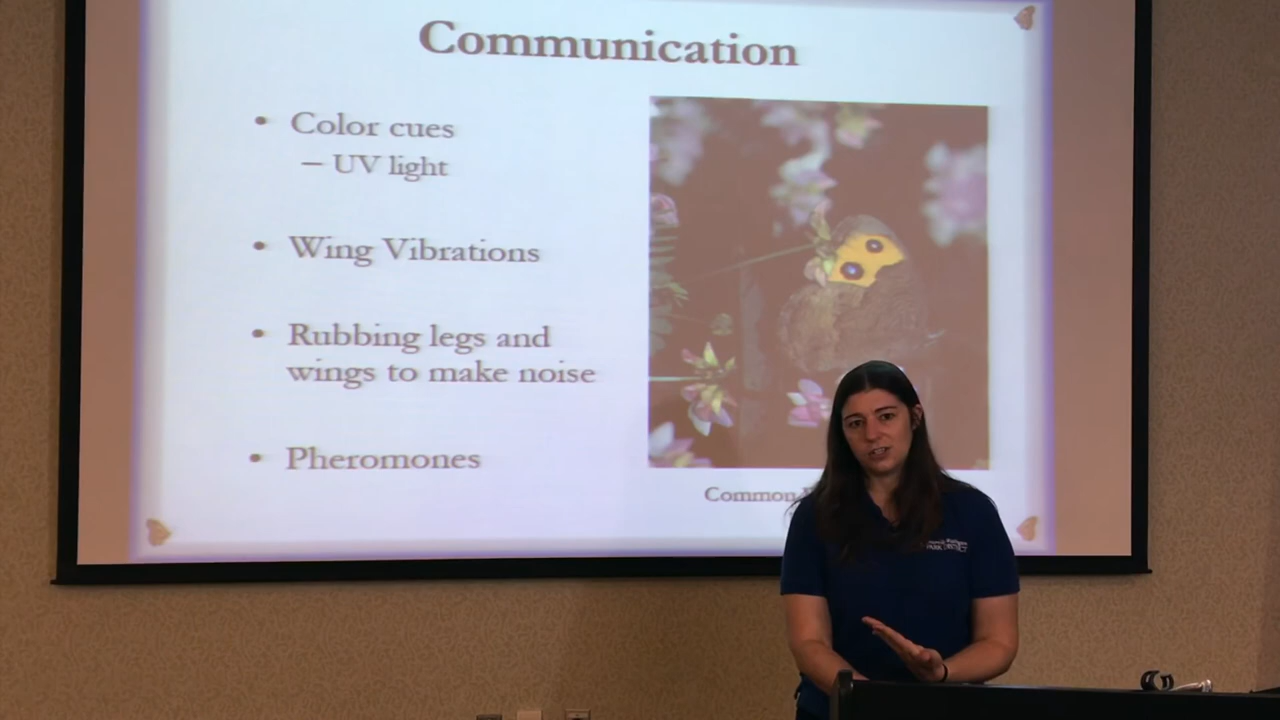 Communication
• Color cues
– UV light
• Wing Vibrations
• Rubbing legs and
wings to make noise
• Pheromones
Common